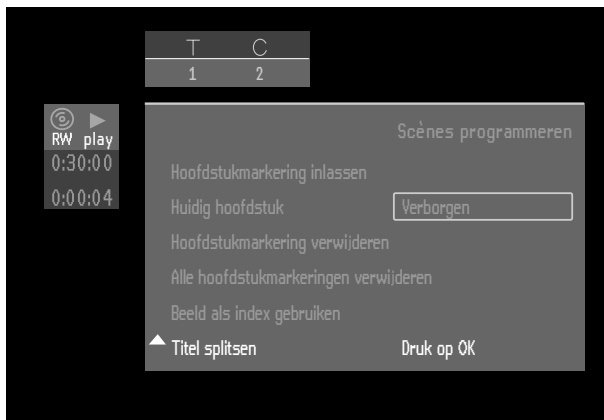 T C
1 2
RW play
0:30:00
0:00:04
Scènes programmeren
Hoofdstukmarkering inlassen
Huidig hoofdstuk Verborgen
Hoofdstukmarkering verwijderen
Alle hoofdstukmarkeringen verwijderen
Beeld als index gebruiken
Titel splitsen Druk op OK